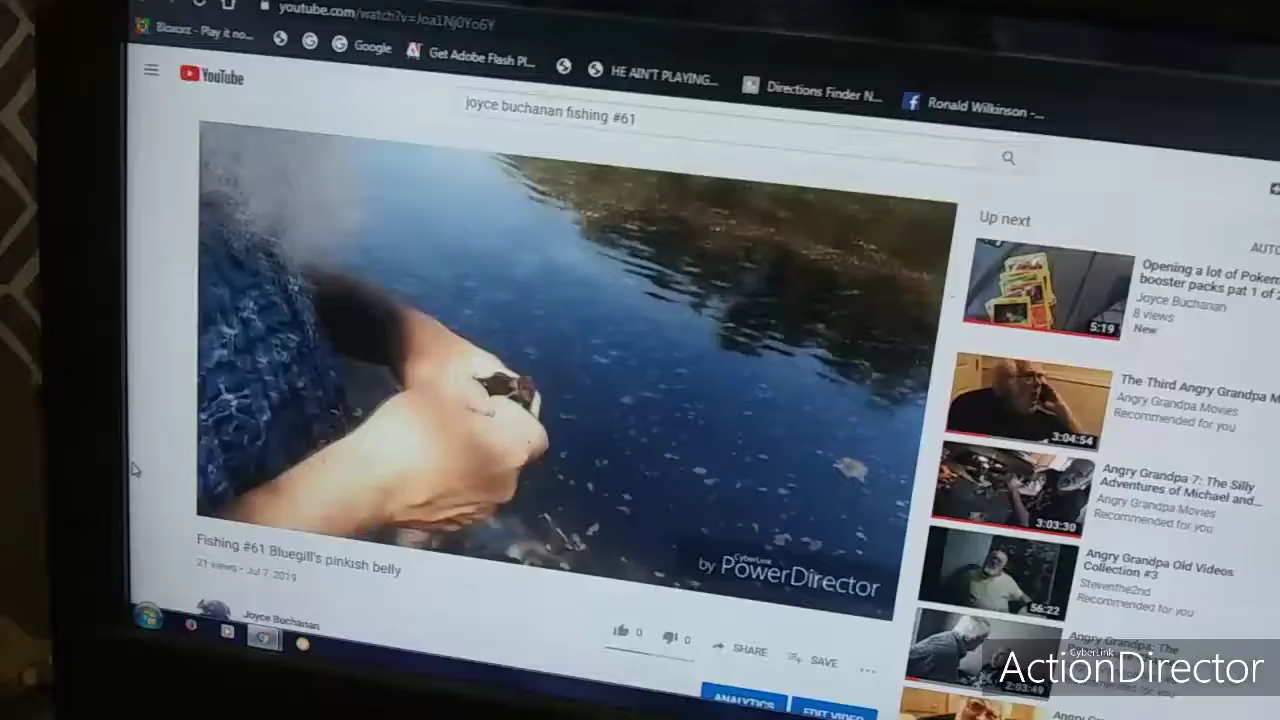 youtube.com/watch?v=Joa1Nj0Yo6Y
Bloxorz - Play it no...
Google
Get Adobe Flash Pl...
HE AIN'T PLAYING...
Directions Finder N...
Ronald Wilkinson -...
YouTube
joyce buchanan fishing #61
Up next
AUTO
Opening a lot of Pokem
booster packs pat 1 of
Joyce Buchanan
8 views
New
5:19
The Third Angry Grandpa M
Angry Grandpa Movies
Recommended for you
3:04:54
Angry Grandpa 7: The Silly
Adventures of Michael and...
Angry Grandpa Movies
Recommended for you
3:03:30
Angry Grandpa Old Videos
Collection #3
Steventhe2nd
Recommended for you
56:22
Angry Grandpa: The
2:03:49
CyberLink
by PowerDirector
Fishing #61 Bluegill's pinkish belly
21 views • Jul 7, 2019
Joyce Buchanan
0
0
SHARE
SAVE
...
ANALYTICS
EDIT VIDEO
CyberLink
ActionDirector